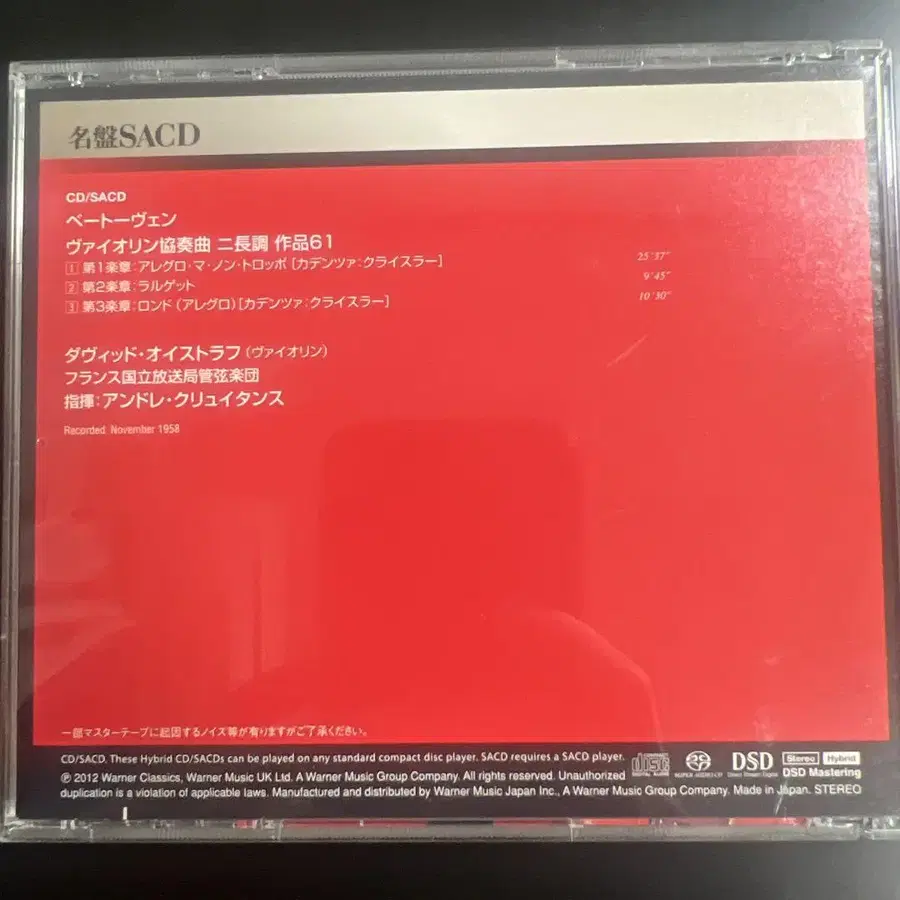 名盤SACD
CD/SACD
ベートーヴェン
ヴァイオリン協奏曲 ニ長調 作品61
1 第1楽章:アレグロ・マ・ノン・トロッポ [カデンツァ:クライスラー] 25'37"
2 第2楽章:ラルゲット 9'45"
3 第3楽章:ロンド (アレグロ) [カデンツァ:クライスラー] 10'30"
ダヴィッド・オイストラフ (ヴァイオリン)
フランス国立放送局管弦楽団
指揮:アンドレ・クリュイタンス
Recorded: November 1958
一部マスターテープに起因するノイズ等が有りますがご了承ください。
CD/SACD. These Hybrid CD/SACDs can be played on any standard compact disc player. SACD requires a SACD player.
℗ 2012 Warner Classics, Warner Music UK Ltd. A Warner Music Group Company. All rights reserved. Unauthorized
duplication is a violation of applicable laws. Manufactured and distributed by Warner Music Japan Inc., A Warner Music Group Company. Made in Japan. STEREO
COMPACT disc DIGITAL AUDIO
SUPER AUDIO CD
DSD
Direct Stream Digital
Stereo Hybrid
DSD Mastering